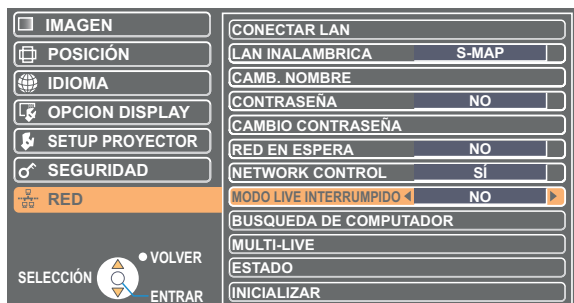 IMAGEN
POSICIÓN
IDIOMA
OPCION DISPLAY
SETUP PROYECTOR
SEGURIDAD
RED
VOLVER
SELECCIÓN
ENTRAR
CONECTAR LAN
LAN INALAMBRICA S-MAP
CAMB. NOMBRE
CONTRASEÑA NO
CAMBIO CONTRASEÑA
RED EN ESPERA NO
NETWORK CONTROL SÍ
MODO LIVE INTERRUMPIDO NO
BUSQUEDA DE COMPUTADOR
MULTI-LIVE
ESTADO
INICIALIZAR